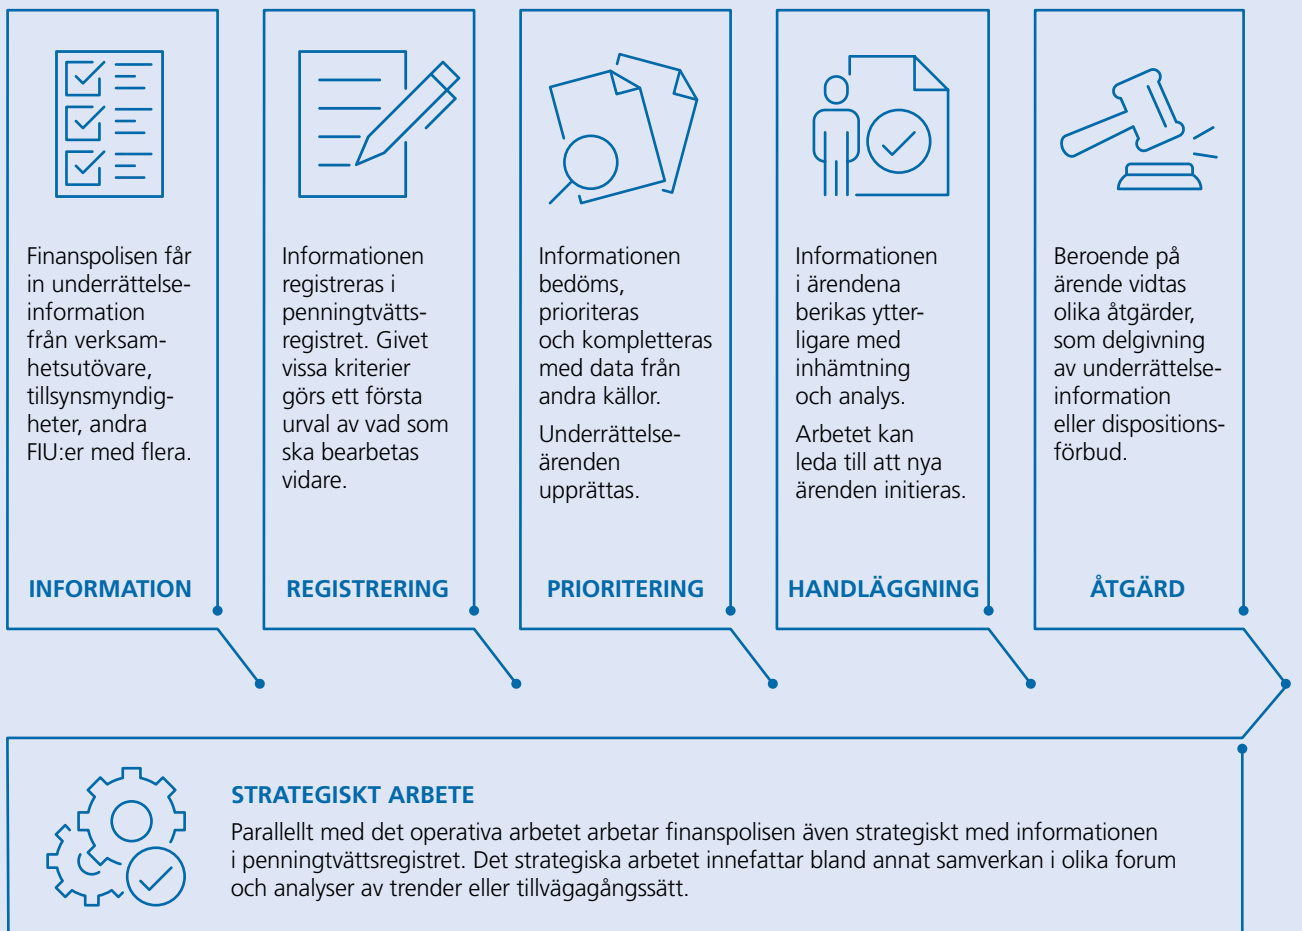 Finanspolisen får
in underrättelse-
information
från verksam-
hetsutövare,
tillsynsmyndig-
heter, andra
FIU:er med flera.
INFORMATION
Informationen
registreras i
penningtvätts-
registret. Givet
vissa kriterier
görs ett första
urval av vad som
ska bearbetas
vidare.
REGISTRERING
Informationen
bedöms,
prioriteras
och kompletteras
med data från
andra källor.
Underrättelse-
ärenden
upprättas.
PRIORITERING
Informationen
i ärendena
berikas ytter-
ligare med
inhämtning
och analys.
Arbetet kan
leda till att nya
ärenden initieras.
HANDLÄGGNING
Beroende på
ärende vidtas
olika åtgärder,
som delgivning
av underrättelse-
information
eller dispositions-
förbud.
ÅTGÄRD
STRATEGISKT ARBETE
Parallellt med det operativa arbetet arbetar finanspolisen även strategiskt med informationen
i penningtvättsregistret. Det strategiska arbetet innefattar bland annat samverkan i olika forum
och analyser av trender eller tillvägagångssätt.